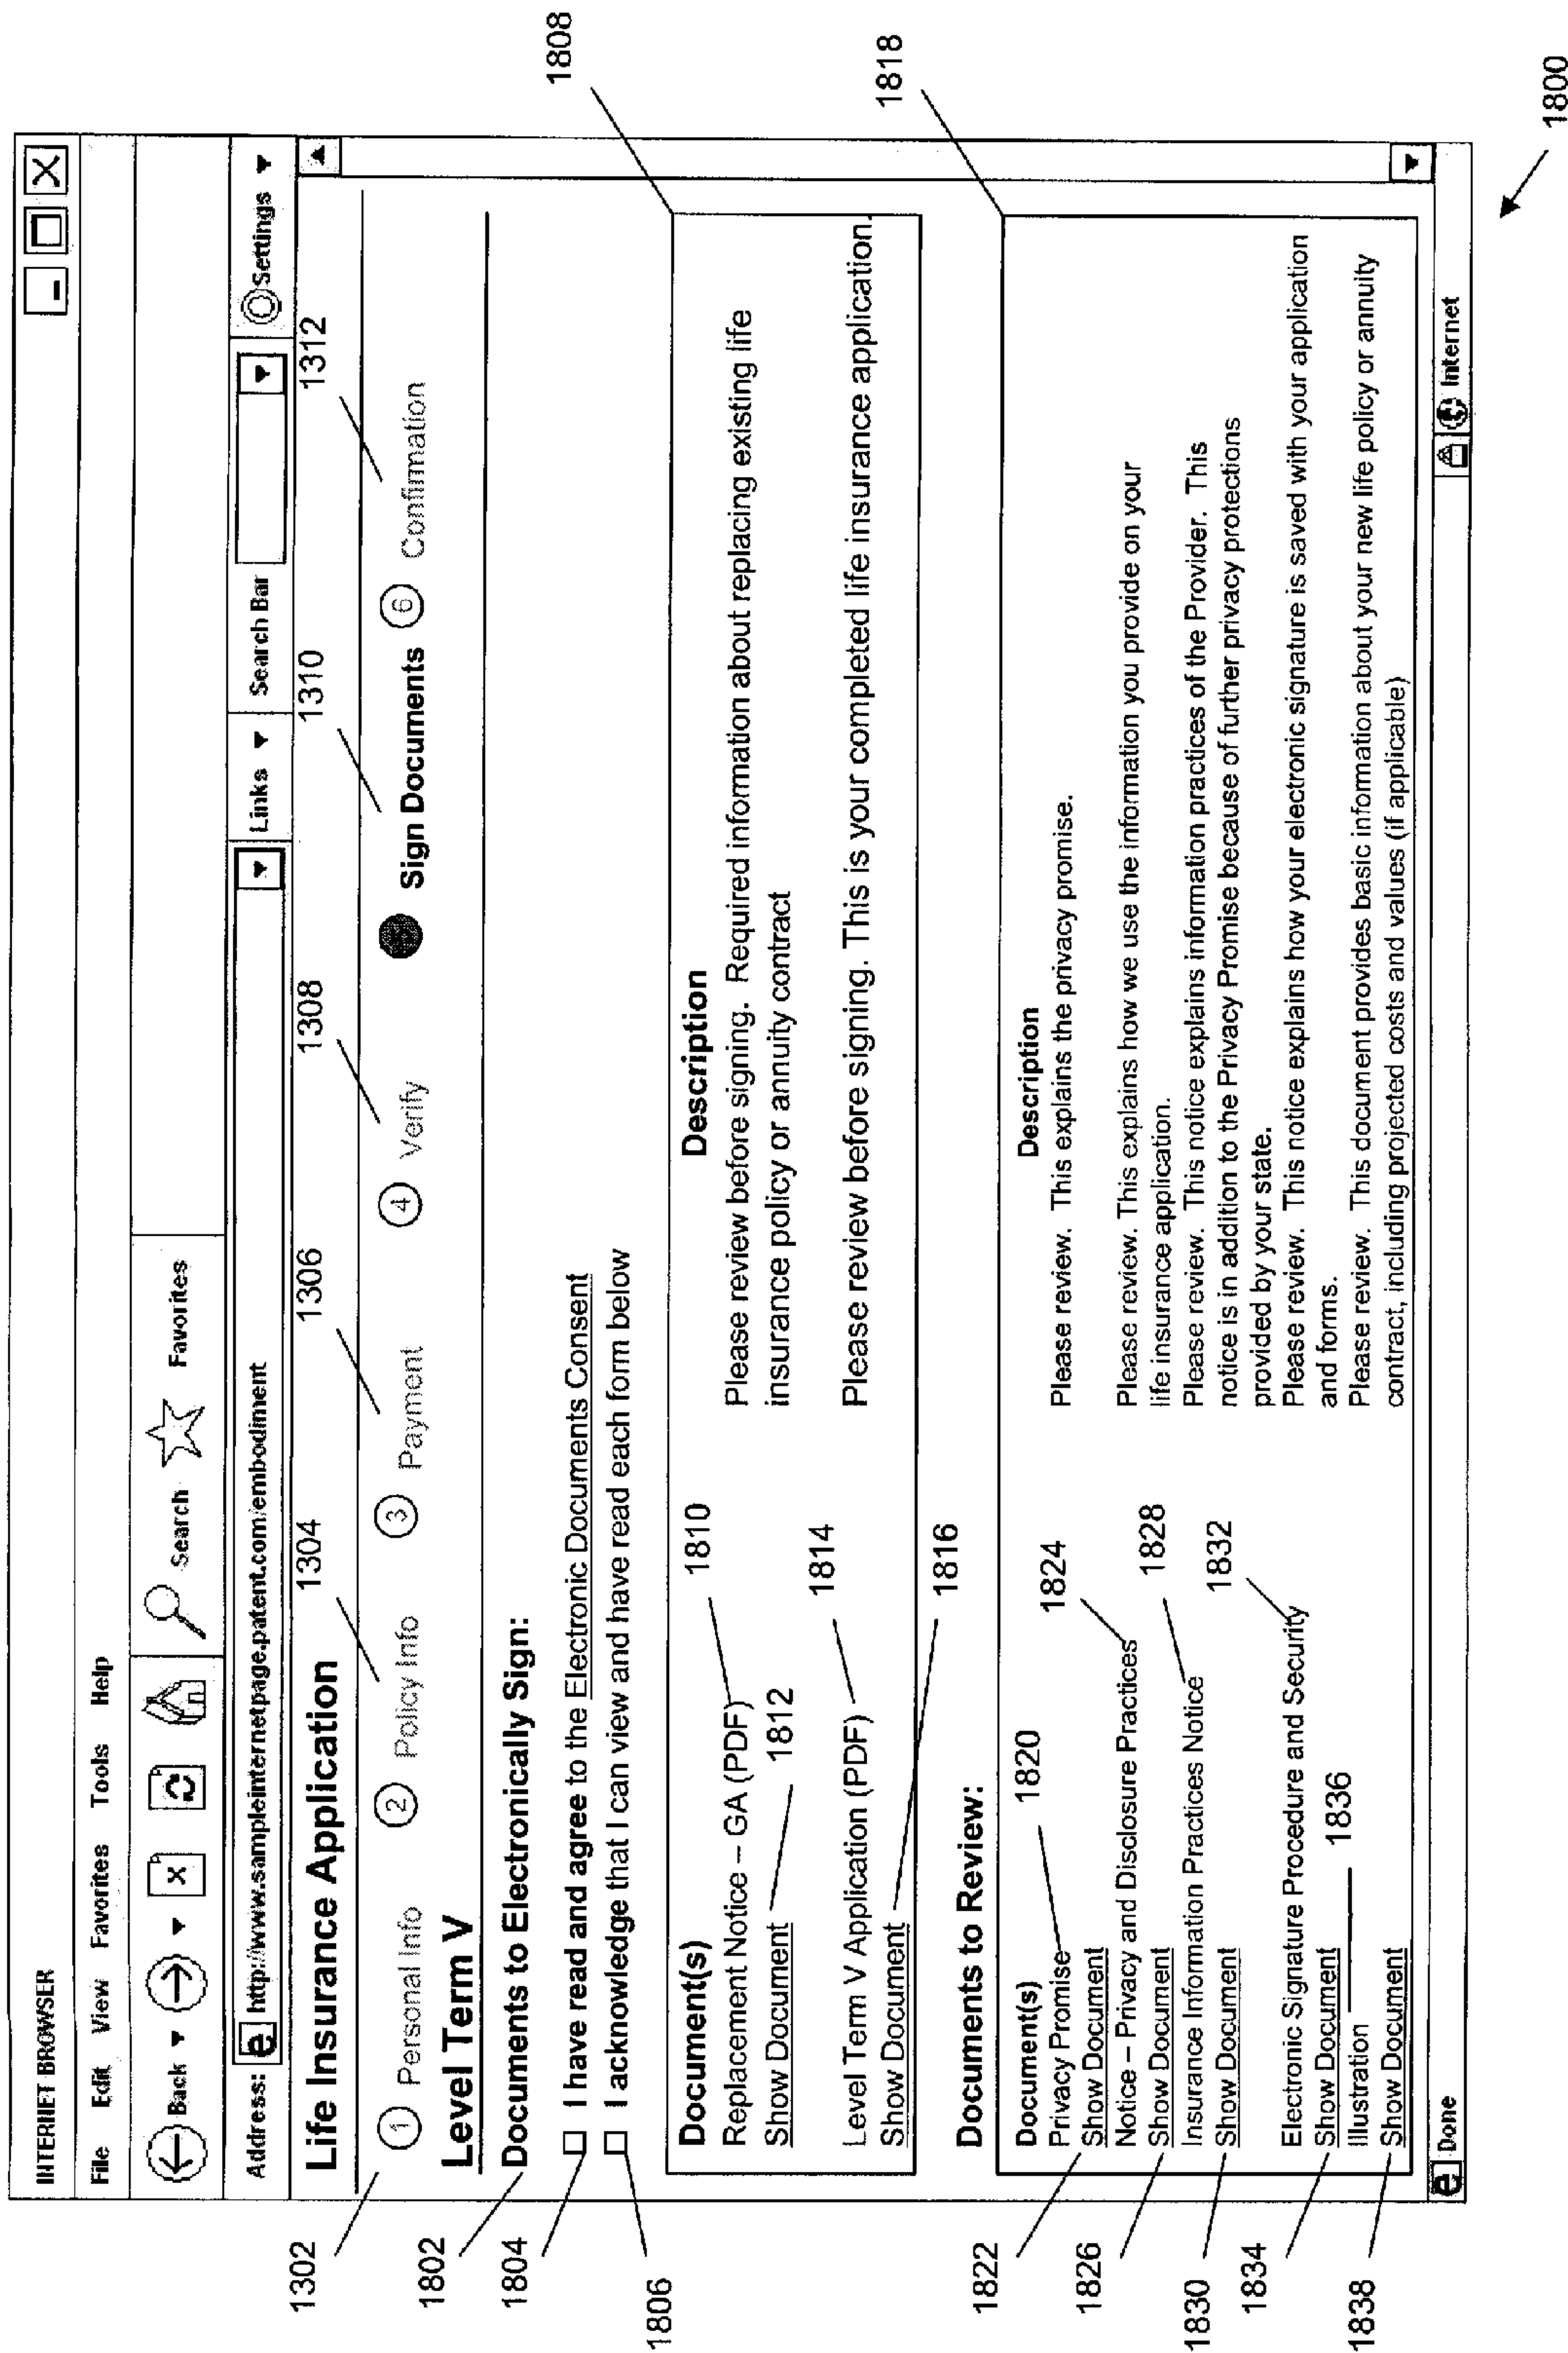 INTERNET BROWSER
File Edit View Favorites Tools Help
Back Search Favorites
Address: http://www.sampleinternetpage.patent.com/embodiment Links Search Bar Settings
Life Insurance Application
1304 1306 1308 1310 1312
1302
1 Personal Info 2 Policy Info 3 Payment 4 Verify Sign Documents 6 Confirmation
Level Term V
1802
Documents to Electronically Sign:
1804
I have read and agree to the Electronic Documents Consent
1806
I acknowledge that I can view and have read each form below
1808
Document(s) Description
Replacement Notice – GA (PDF) 1810 Please review before signing. Required information about replacing existing life
Show Document 1812 insurance policy or annuity contract
Level Term V Application (PDF) 1814 Please review before signing. This is your completed life insurance application.
Show Document 1816
Documents to Review:
1818
Document(s) Description
Privacy Promise 1820 Please review. This explains the privacy promise.
1822 Show Document
Notice – Privacy and Disclosure Practices 1824 Please review. This explains how we use the information you provide on your
1826 Show Document life insurance application.
Insurance Information Practices Notice 1828 Please review. This notice explains information practices of the Provider. This
1830 Show Document notice is in addition to the Privacy Promise because of further privacy protections
provided by your state.
Electronic Signature Procedure and Security 1832 Please review. This notice explains how your electronic signature is saved with your application
1834 Show Document and forms.
Illustration 1836 Please review. This document provides basic information about your new life policy or annuity
1838 Show Document contract, including projected costs and values (if applicable)
Done Internet
1800